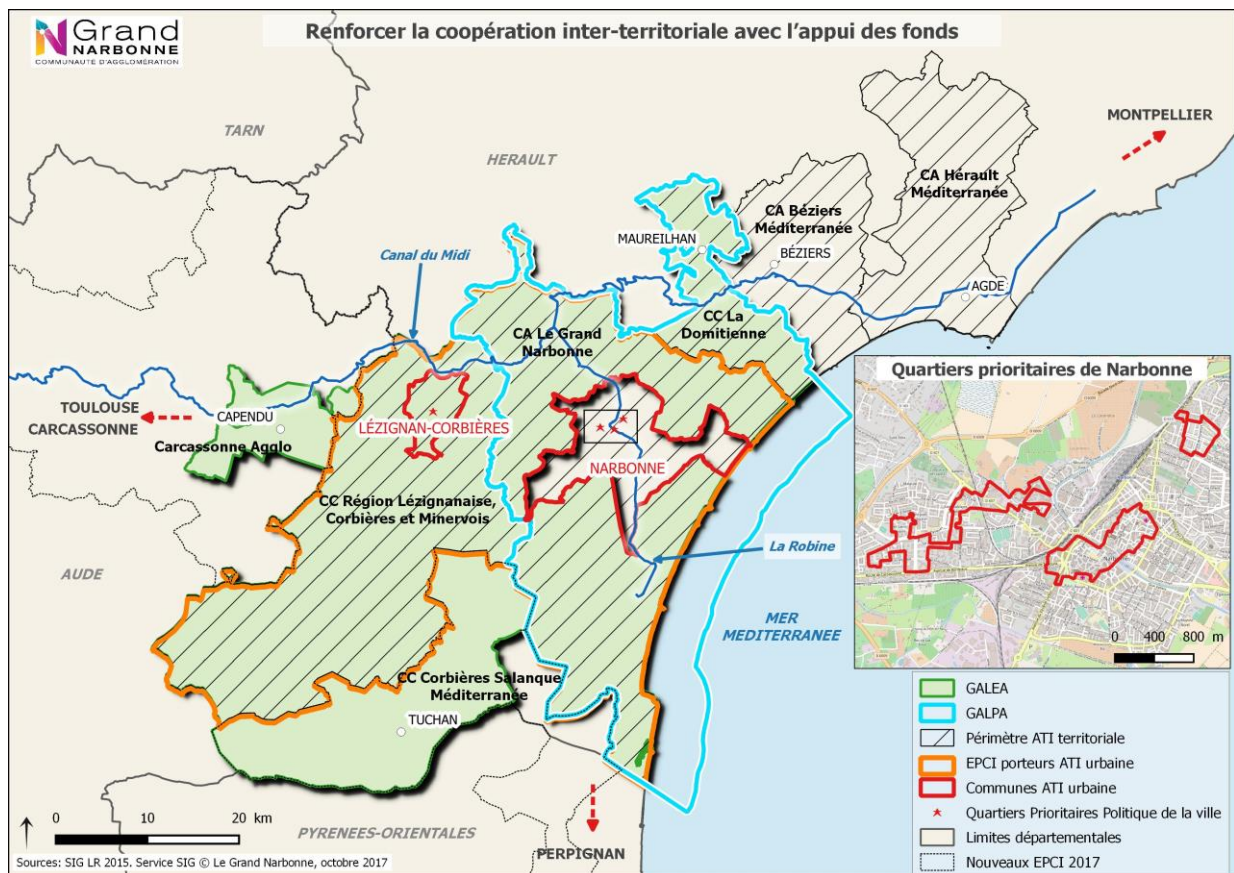 Grand
NARBONNE
COMMUNAUTÉ D'AGGLOMÉRATION
Renforcer la coopération inter-territoriale avec l'appui des fonds
TARN
HERAULT
MONTPELLIER
CA Hérault
Méditerranée
CA Béziers
Méditerranée
MAUREILHAN
BÉZIERS
AGDE
Canal du Midi
CA Le Grand
Narbonne
CC La
Domitienne
TOULOUSE
CARCASSONNE
CAPENDU
Carcassonne Agglo
LÉZIGNAN-CORBIÈRES
NARBONNE
CC Région Lézignanaise,
Corbières et Minervois
La Robine
AUDE
MER
MEDITERRANEE
CC Corbières Salanque
Méditerranée
TUCHAN
PYRENEES-ORIENTALES
PERPIGNAN
0 10 20 km
Sources: SIG LR 2015. Service SIG © Le Grand Narbonne, octobre 2017
Quartiers prioritaires de Narbonne
0 400 800 m
GALEA
GALPA
Périmètre ATI territoriale
EPCI porteurs ATI urbaine
Communes ATI urbaine
Quartiers Prioritaires Politique de la ville
Limites départementales
Nouveaux EPCI 2017